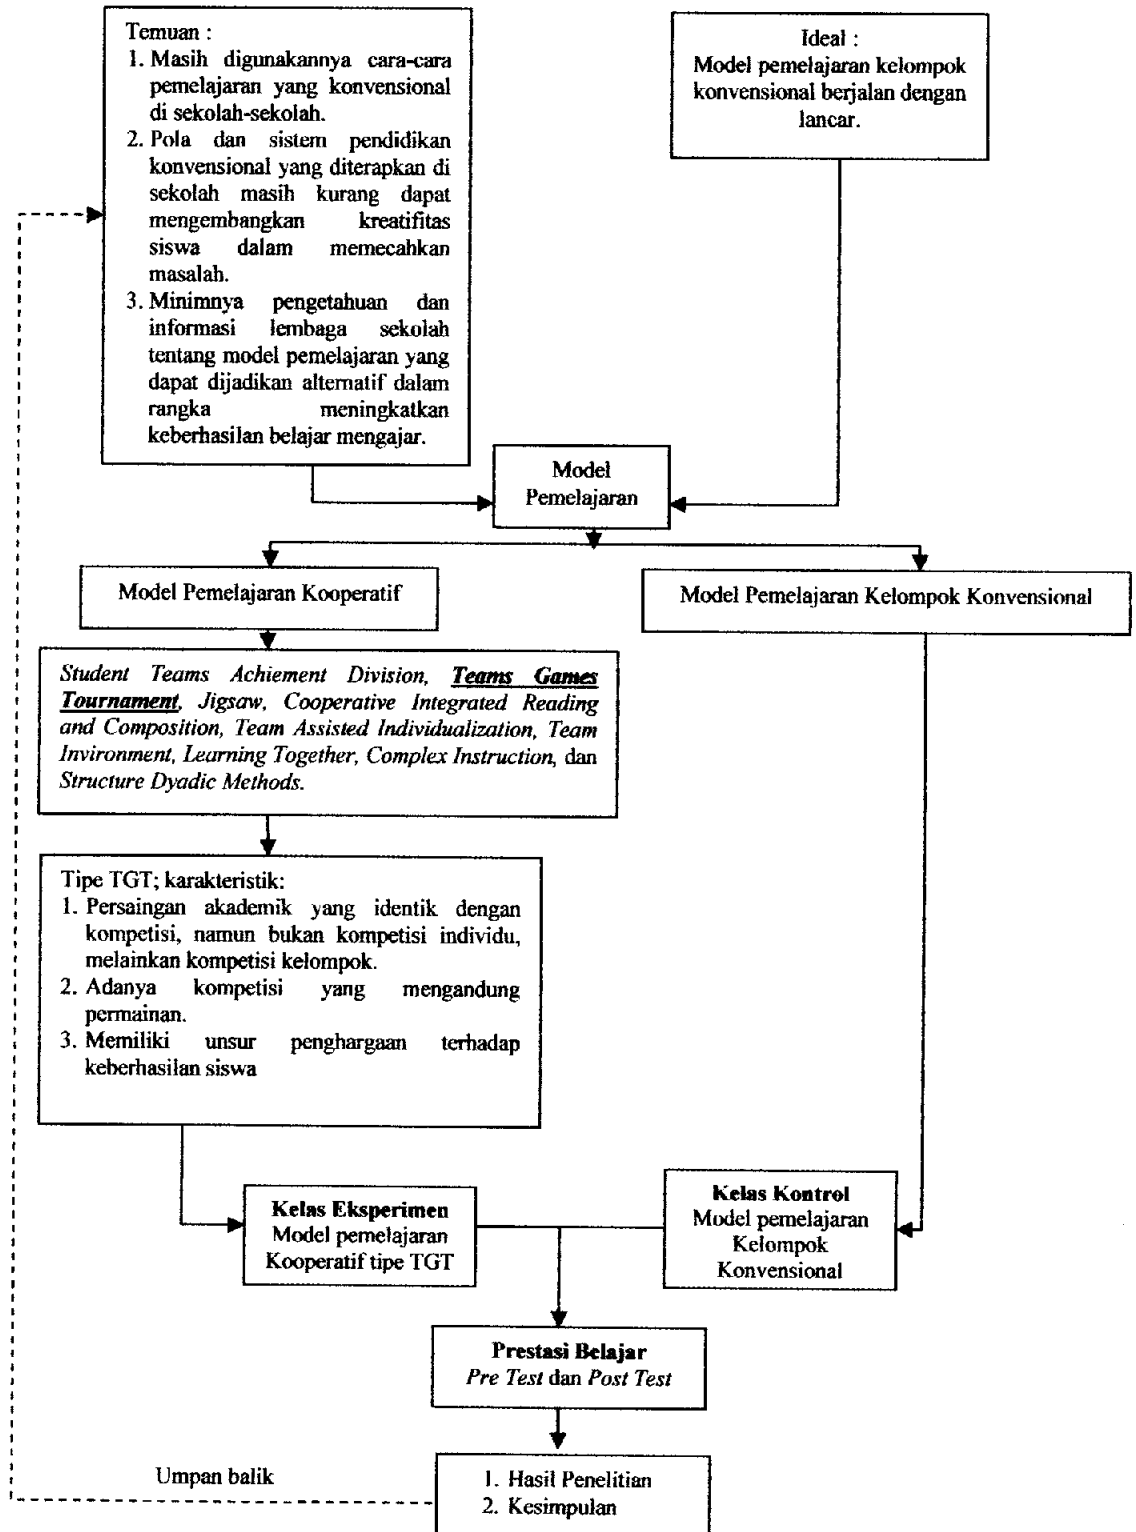 Temuan :
1. Masih digunakannya cara-cara
pemelajaran yang konvensional
di sekolah-sekolah.
2. Pola dan sistem pendidikan
konvensional yang diterapkan di
sekolah masih kurang dapat
mengembangkan kreatifitas
siswa dalam memecahkan
masalah.
3. Minimnya pengetahuan dan
informasi lembaga sekolah
tentang model pemelajaran yang
dapat dijadikan alternatif dalam
rangka meningkatkan
keberhasilan belajar mengajar.
Ideal :
Model pemelajaran kelompok
konvensional berjalan dengan
lancar.
Model
Pemelajaran
Model Pemelajaran Kooperatif
Model Pemelajaran Kelompok Konvensional
Student Teams Achiement Division, Teams Games
Tournament, Jigsaw, Cooperative Integrated Reading
and Composition, Team Assisted Individualization, Team
Invironment, Learning Together, Complex Instruction, dan
Structure Dyadic Methods.
Tipe TGT; karakteristik:
1. Persaingan akademik yang identik dengan
kompetisi, namun bukan kompetisi individu,
melainkan kompetisi kelompok.
2. Adanya kompetisi yang mengandung
permainan.
3. Memiliki unsur penghargaan terhadap
keberhasilan siswa
Kelas Eksperimen
Model pemelajaran
Kooperatif tipe TGT
Kelas Kontrol
Model pemelajaran
Kelompok
Konvensional
Prestasi Belajar
Pre Test dan Post Test
Umpan balik
1. Hasil Penelitian
2. Kesimpulan